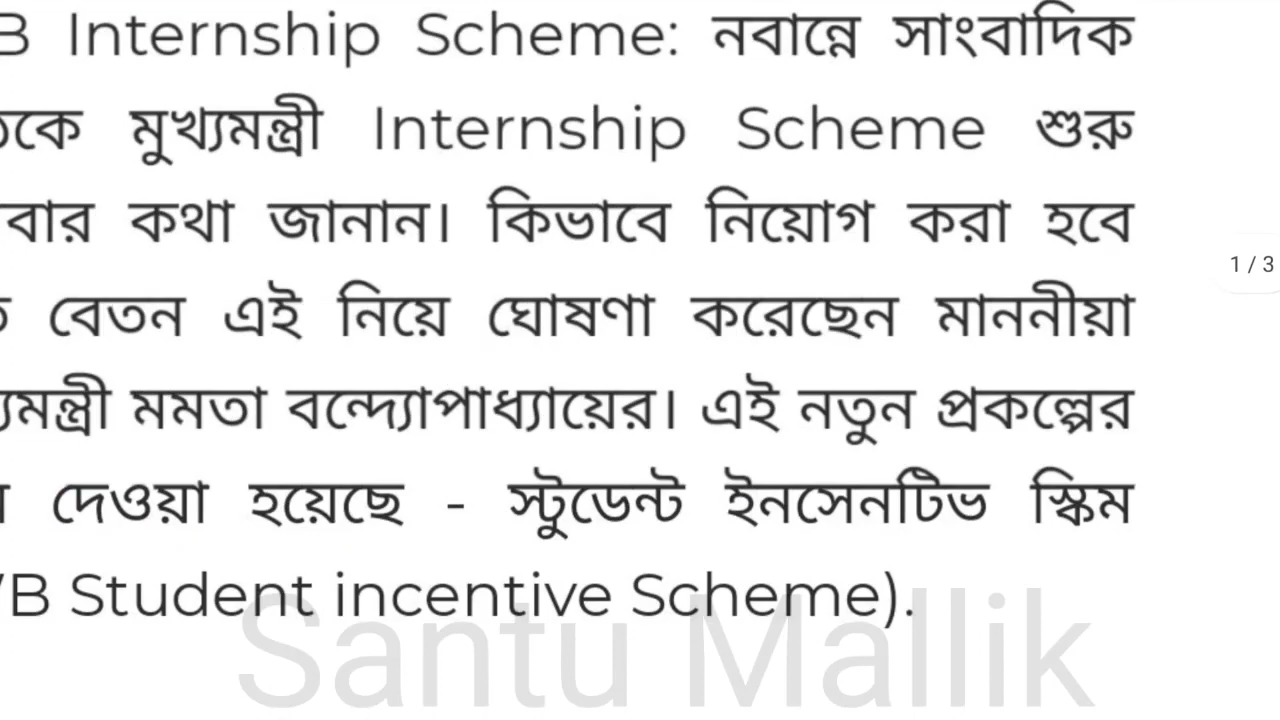 B Internship Scheme: নবান্নে সাংবাদিক
কে মুখ্যমন্ত্রী Internship Scheme শুরু
বার কথা জানান। কিভাবে নিয়োগ করা হবে
বেতন এই নিয়ে ঘোষণা করেছেন মাননীয়া
মন্ত্রী মমতা বন্দ্যোপাধ্যায়ের। এই নতুন প্রকল্পের
দেওয়া হয়েছে - স্টুডেন্ট ইনসেনটিভ স্কিম
B Student incentive Scheme).
Santu Mallik
1 / 3